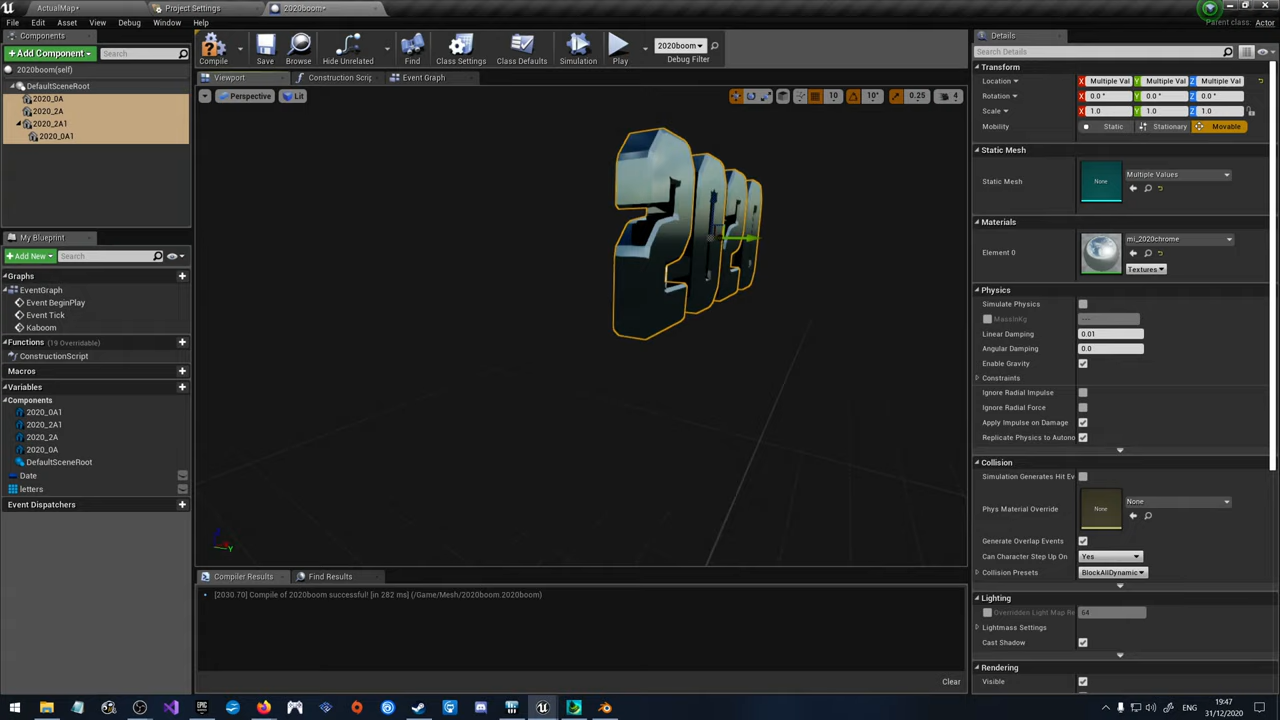 ActualMap*
Project Settings
2020boom*
File Edit Asset View Debug Window Help
Parent class: Actor
Components
+Add Component
Search
2020boom(self)
DefaultSceneRoot
2020_0A
2020_2A
2020_2A1
2020_0A1
Compile
Save
Browse
Hide Unrelated
Find
Class Settings
Class Defaults
Simulation
Play
2020boom
Debug Filter
Viewport
Construction Scrip
Event Graph
Perspective
Lit
10
10°
0.25
4
My Blueprint
+Add New
Search
Graphs
EventGraph
Event BeginPlay
Event Tick
Kaboom
Functions (19 Overridable)
ConstructionScript
Macros
Variables
Components
2020_0A1
2020_2A1
2020_2A
2020_0A
DefaultSceneRoot
Date
letters
Event Dispatchers
Z
X
Y
Compiler Results
Find Results
[2030.70] Compile of 2020boom successful! [in 282 ms] (/Game/Mesh/2020boom.2020boom)
Clear
Details
Search Details
Transform
Location X Multiple Val Y Multiple Val Z Multiple Val
Rotation X 0.0 ° Y 0.0 ° Z 0.0 °
Scale X 1.0 Y 1.0 Z 1.0
Mobility Static Stationary Movable
Static Mesh
Static Mesh None Multiple Values
Materials
Element 0 mi_2020chrome
Textures
Physics
Simulate Physics
MassInKg ---
Linear Damping 0.01
Angular Damping 0.0
Enable Gravity
Constraints
Ignore Radial Impulse
Ignore Radial Force
Apply Impulse on Damage
Replicate Physics to Autono
Collision
Simulation Generates Hit Ev
Phys Material Override None None
Generate Overlap Events
Can Character Step Up On Yes
Collision Presets BlockAllDynamic
Lighting
Overridden Light Map Re 64
Lightmass Settings
Cast Shadow
Rendering
Visible
ENG
19:47
31/12/2020